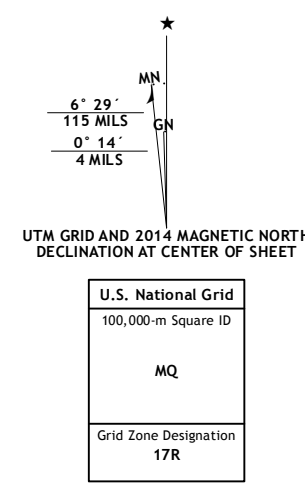 MN
6° 29´
115 MILS
GN
0° 14´
4 MILS
UTM GRID AND 2014 MAGNETIC NORTH
DECLINATION AT CENTER OF SHEET
U.S. National Grid
100,000-m Square ID
MQ
Grid Zone Designation
17R